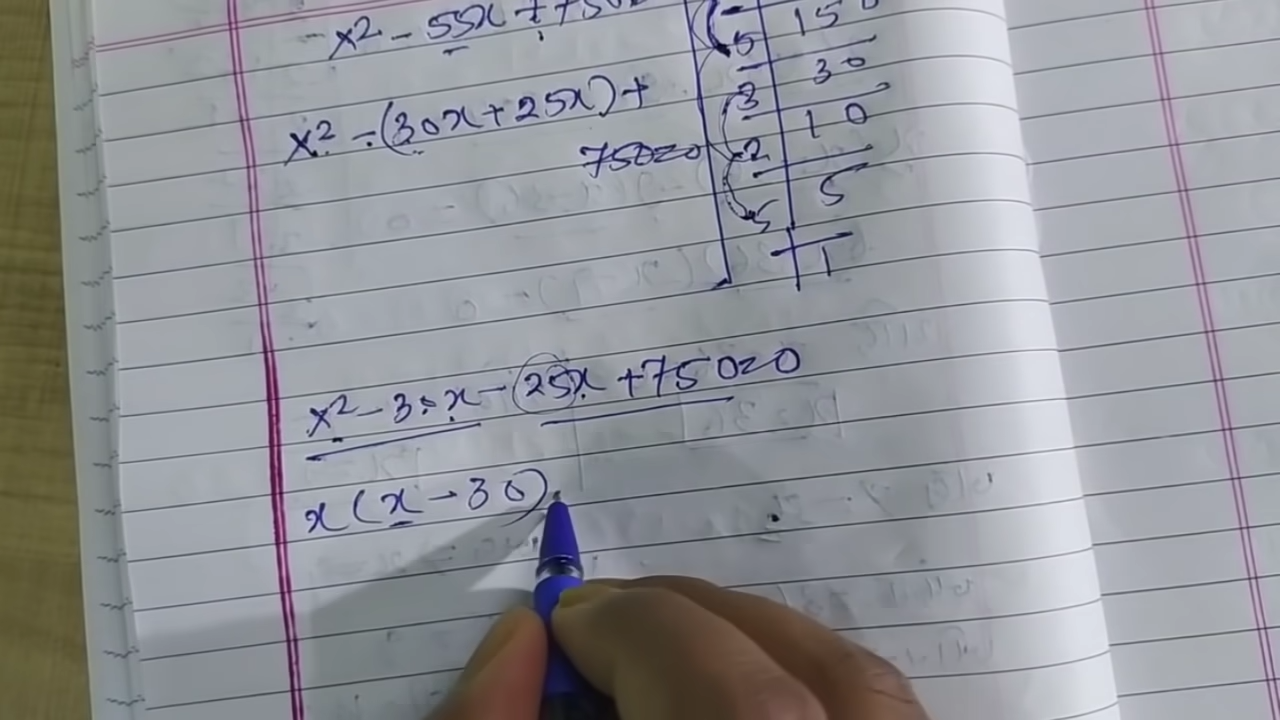 x² - 55x + 750
x² - (30x + 25x) +
750=0
5 | 150
3 | 30
2 | 10
5 | 5
1
x² - 30x - 25x + 750=0
x(x - 30)